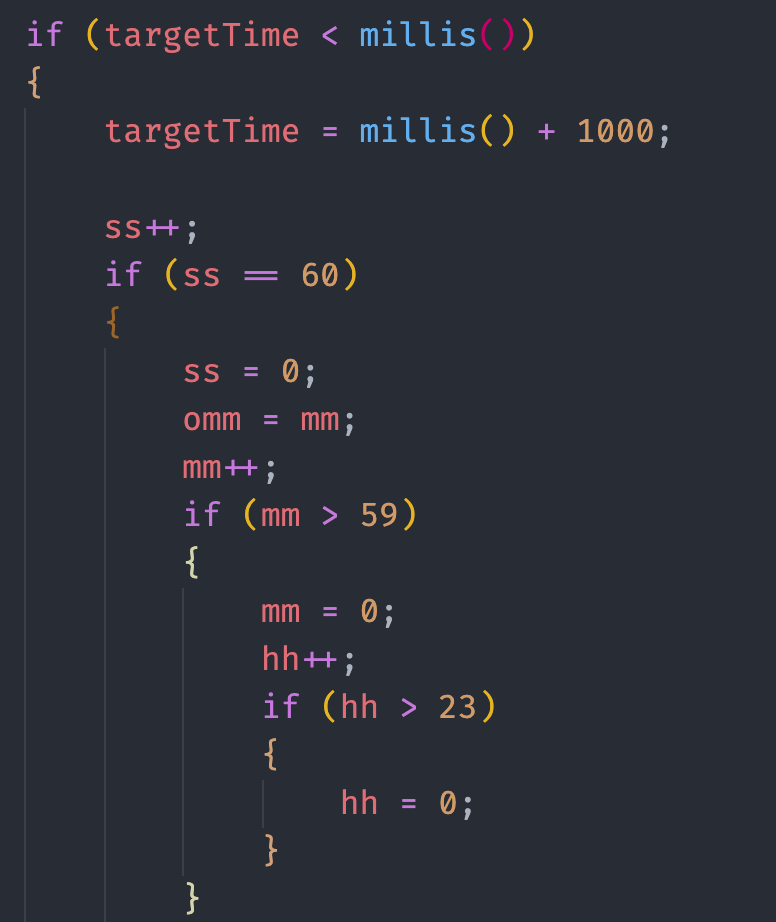 if (targetTime < millis())
{
targetTime = millis() + 1000;
ss++;
if (ss == 60)
{
ss = 0;
omm = mm;
mm++;
if (mm > 59)
{
mm = 0;
hh++;
if (hh > 23)
{
hh = 0;
}
}